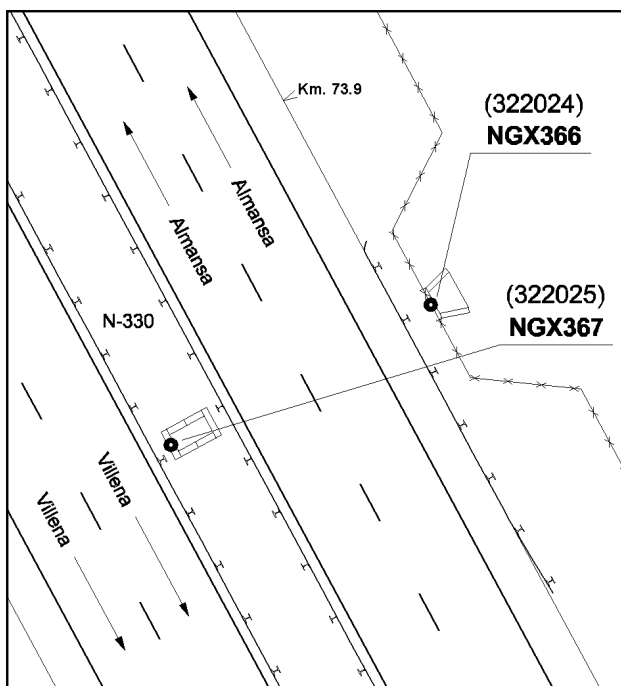 Km. 73.9
(322024)
NGX366
Almansa
Almansa
(322025)
NGX367
N-330
Villena
Villena